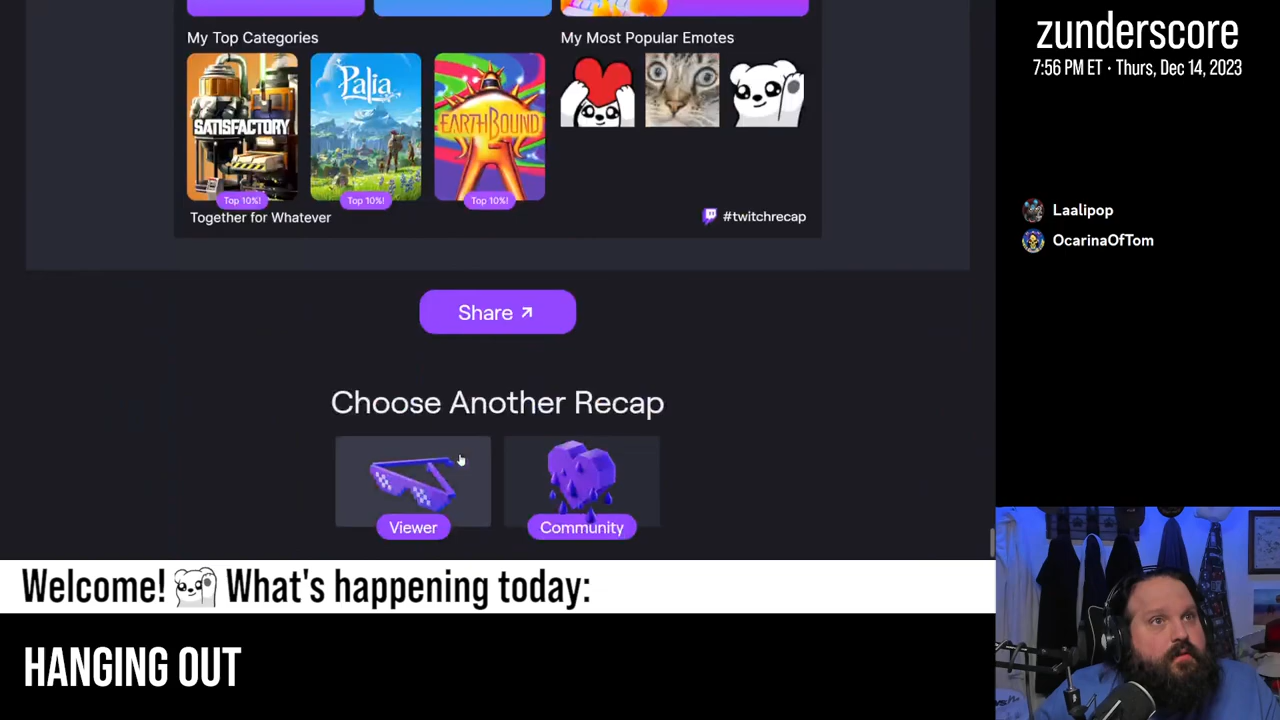 My Top Categories
My Most Popular Emotes
SATISFACTORY
Palia
EARTHBOUND
Top 10%!
Top 10%!
Top 10%!
Together for Whatever
#twitchrecap
Share
Choose Another Recap
Viewer
Community
Welcome! What's happening today:
HANGING OUT
zunderscore
7:56 PM ET • Thurs, Dec 14, 2023
Laalipop
OcarinaOfTom